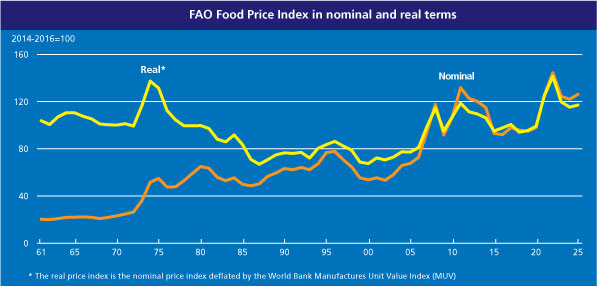 FAO Food Price Index in nominal and real terms
2014-2016=100
160
Real*
Nominal
120
80
40
0
61 65 70 75 80 85 90 95 00 05 10 15 20 25
* The real price index is the nominal price index deflated by the World Bank Manufactures Unit Value Index (MUV)